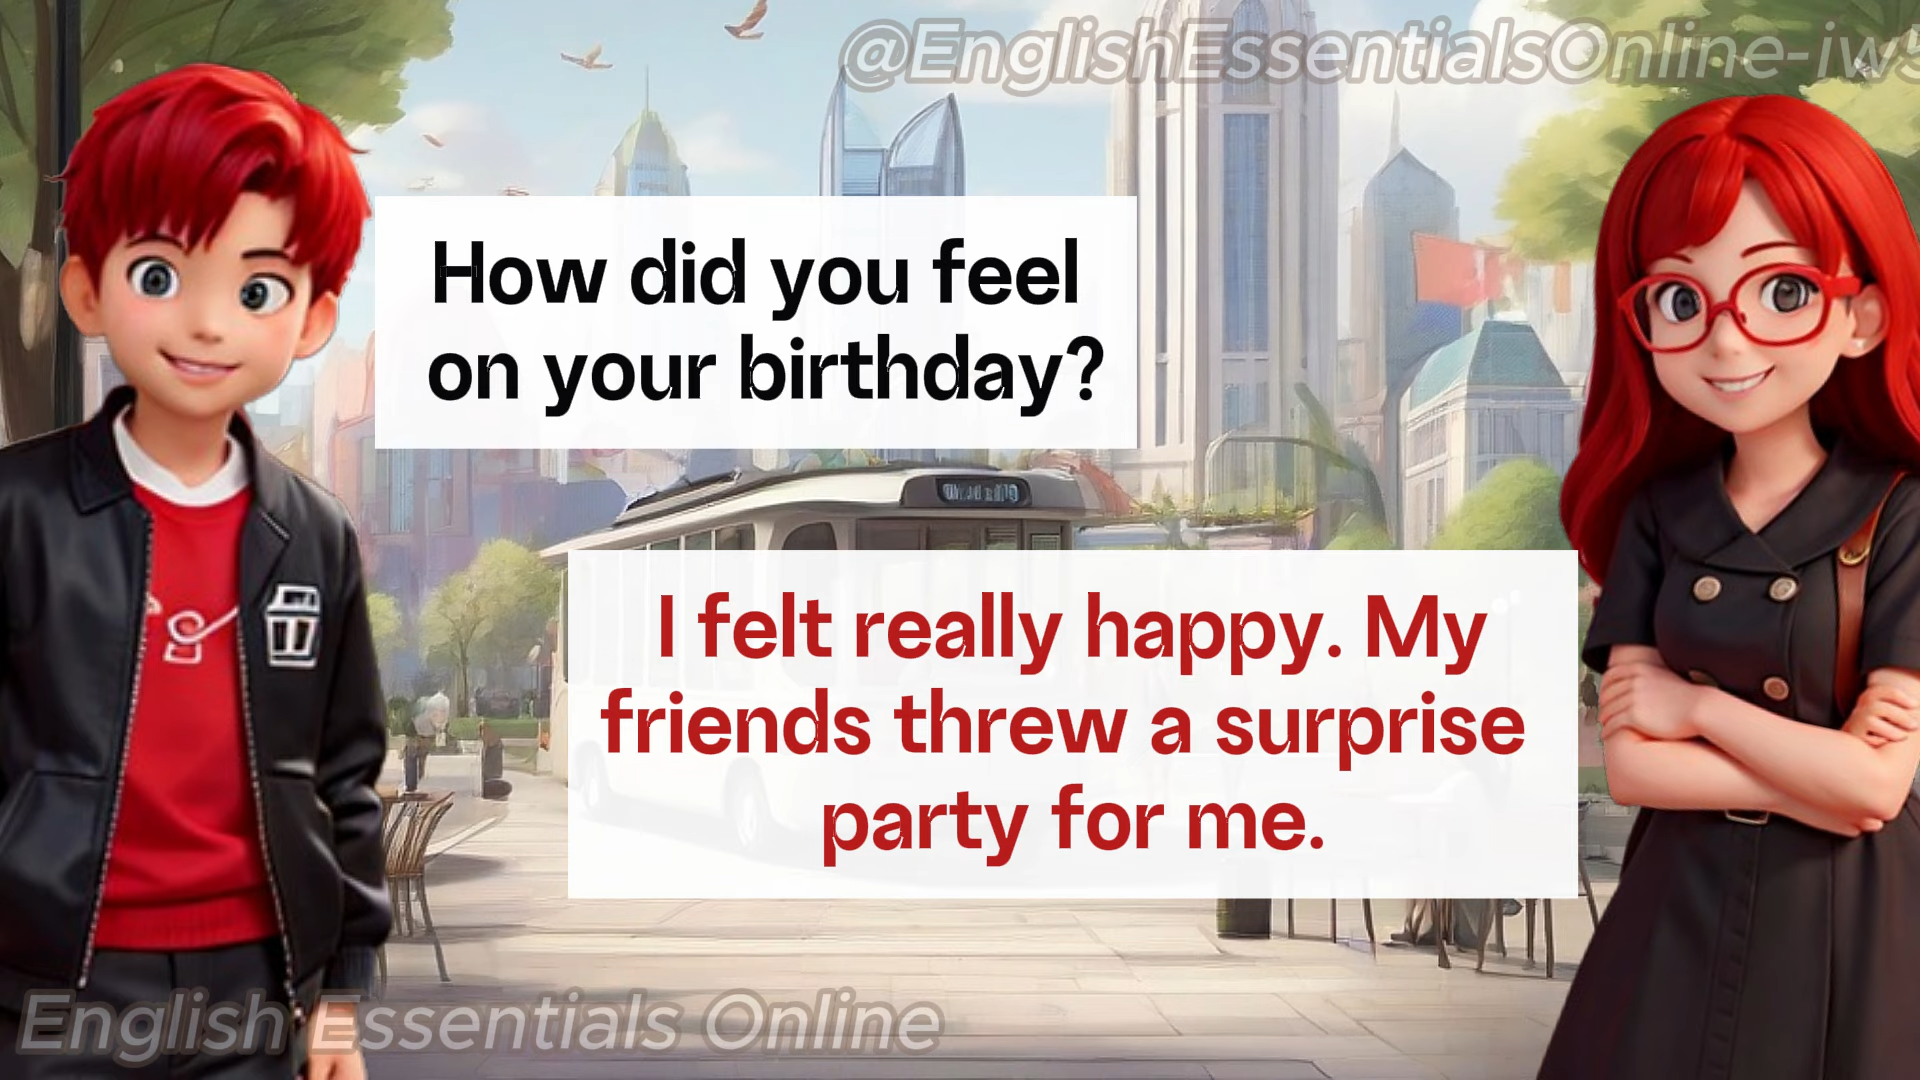 @EnglishEssentialsOnline-iw5
How did you feel
on your birthday?
I felt really happy. My
friends threw a surprise
party for me.
English Essentials Online